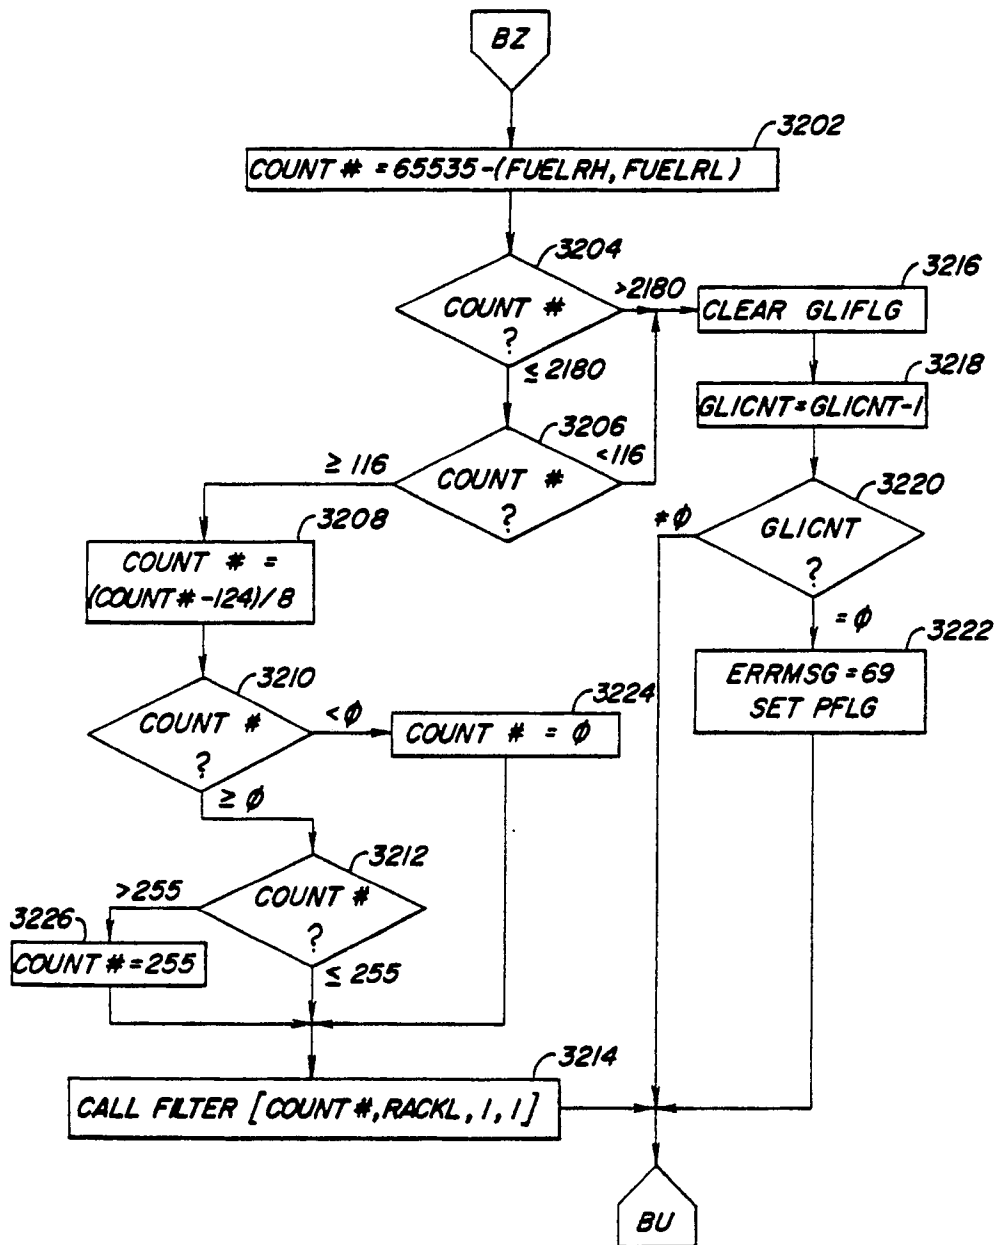 BZ
3202
COUNT # = 65535-(FUELRH, FUELRL)
3204
COUNT #
?
>2180
≤2180
3216
CLEAR GLIFLG
3218
GLICNT=GLICNT-1
3206
COUNT #
?
<116
≥116
3220
GLICNT
?
≠ϕ
=ϕ
3208
COUNT # =
(COUNT#-124)/8
3222
ERRMSG=69
SET PFLG
3210
COUNT #
?
<ϕ
≥ϕ
3224
COUNT # = ϕ
3212
COUNT #
?
>255
≤255
3226
COUNT #=255
3214
CALL FILTER [COUNT#,RACKL,1,1]
BU